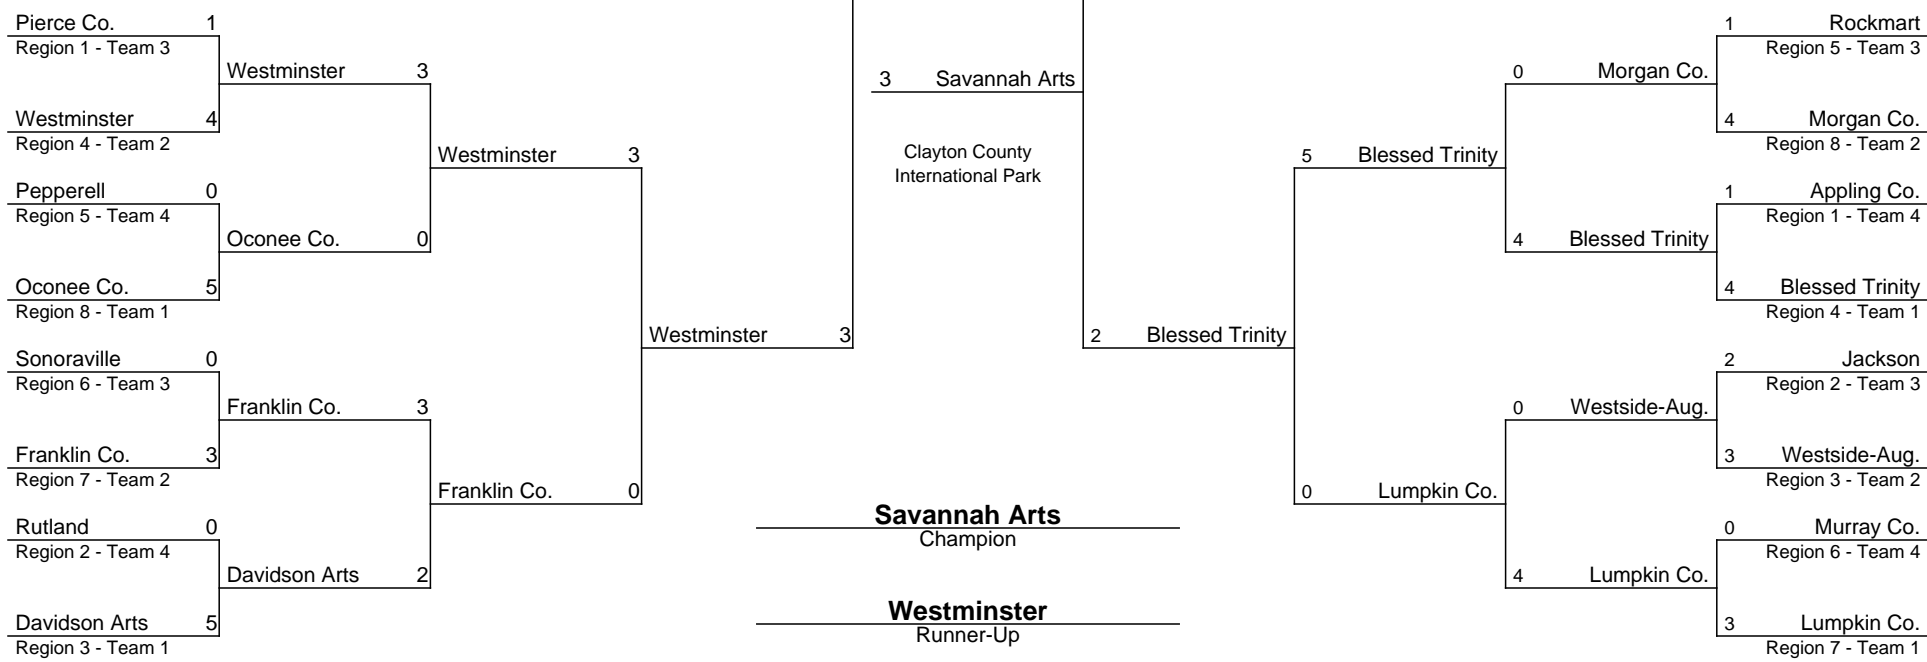 Pierce Co. 1
Region 1 - Team 3
Westminster 3
Westminster 4
Region 4 - Team 2
Westminster 3
Pepperell 0
Region 5 - Team 4
Oconee Co. 0
Oconee Co. 5
Region 8 - Team 1
Westminster 3
Sonoraville 0
Region 6 - Team 3
Franklin Co. 3
Franklin Co. 3
Region 7 - Team 2
Franklin Co. 0
Rutland 0
Region 2 - Team 4
Davidson Arts 2
Davidson Arts 5
Region 3 - Team 1
3 Savannah Arts
Clayton County
International Park
Savannah Arts
Champion
Westminster
Runner-Up
1 Rockmart
Region 5 - Team 3
0 Morgan Co.
4 Morgan Co.
Region 8 - Team 2
5 Blessed Trinity
1 Appling Co.
Region 1 - Team 4
4 Blessed Trinity
4 Blessed Trinity
Region 4 - Team 1
2 Blessed Trinity
2 Jackson
Region 2 - Team 3
0 Westside-Aug.
3 Westside-Aug.
Region 3 - Team 2
0 Lumpkin Co.
0 Murray Co.
Region 6 - Team 4
4 Lumpkin Co.
3 Lumpkin Co.
Region 7 - Team 1